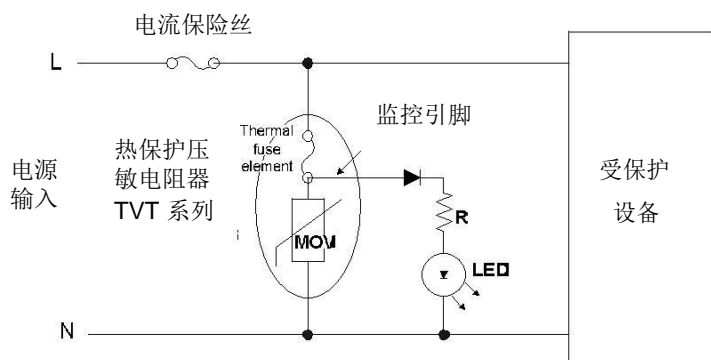 电流保险丝
L
Thermal
fuse
element
监控引脚
热保护压
敏电阻器
TVT 系列
电源
输入
MOV
R
LED
受保护
设备
N